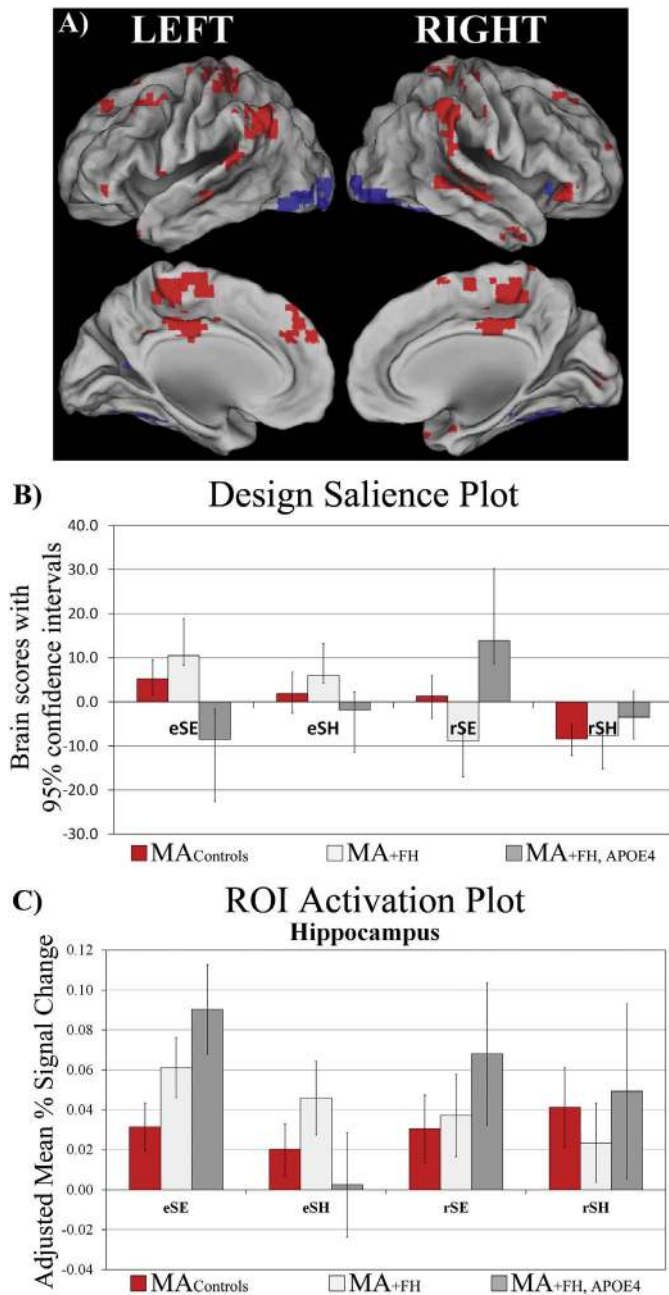 A)
LEFT RIGHT
B) Design Salience Plot
Brain scores with
95% confidence intervals
40.0
30.0
20.0
10.0
0.0
-10.0
-20.0
-30.0
eSE eSH rSE rSH
MAControls MA+FH MA+FH, APOE4
C) ROI Activation Plot
Hippocampus
Adjusted Mean % Signal Change
0.12
0.10
0.08
0.06
0.04
0.02
0.00
-0.02
-0.04
eSE eSH rSE rSH
MAControls MA+FH MA+FH, APOE4